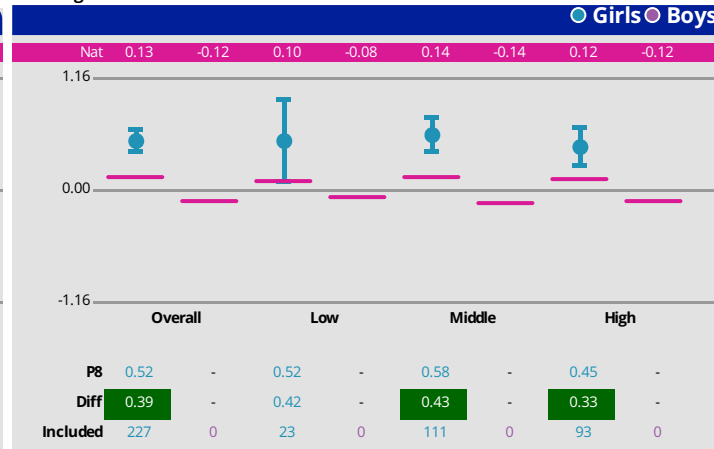 Girls Boys
Nat 0.13 -0.12 0.10 -0.08 0.14 -0.14 0.12 -0.12
1.16
0.00
-1.16
Overall Low Middle High
P8 0.52 - 0.52 - 0.58 - 0.45 -
Diff 0.39 - 0.42 - 0.43 - 0.33 -
Included 227 0 23 0 111 0 93 0